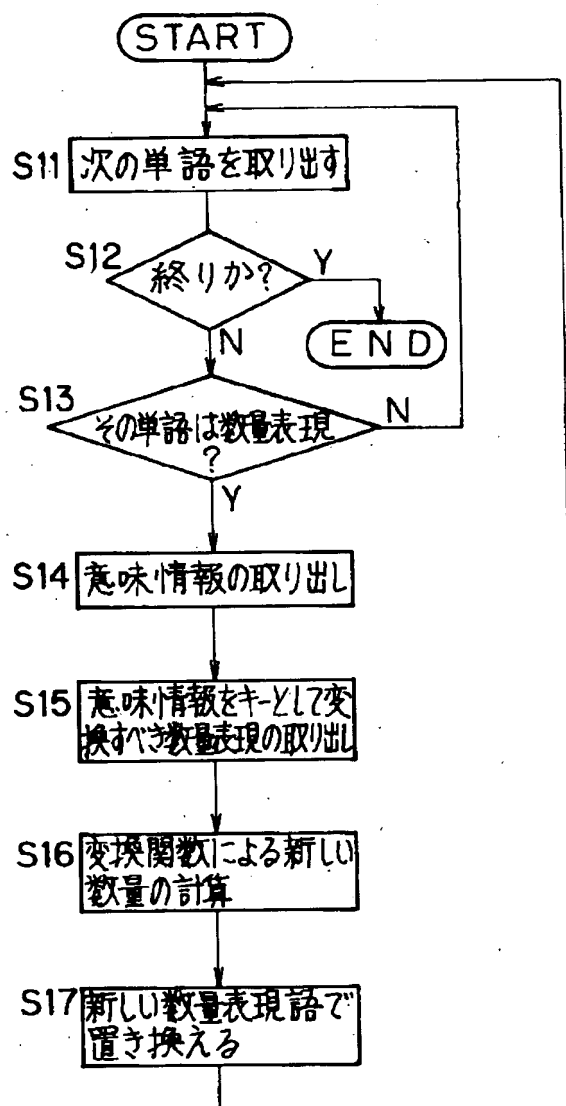 START
S11 次の単語を取り出す
S12 終りか? Y
END
N
S13 その単語は数量表現 N
?
Y
S14 意味情報の取り出し
S15 意味情報をキーとして変
換すべき数量表現の取り出し
S16 変換関数による新しい
数量の計算
S17 新しい数量表現語で
置き換える